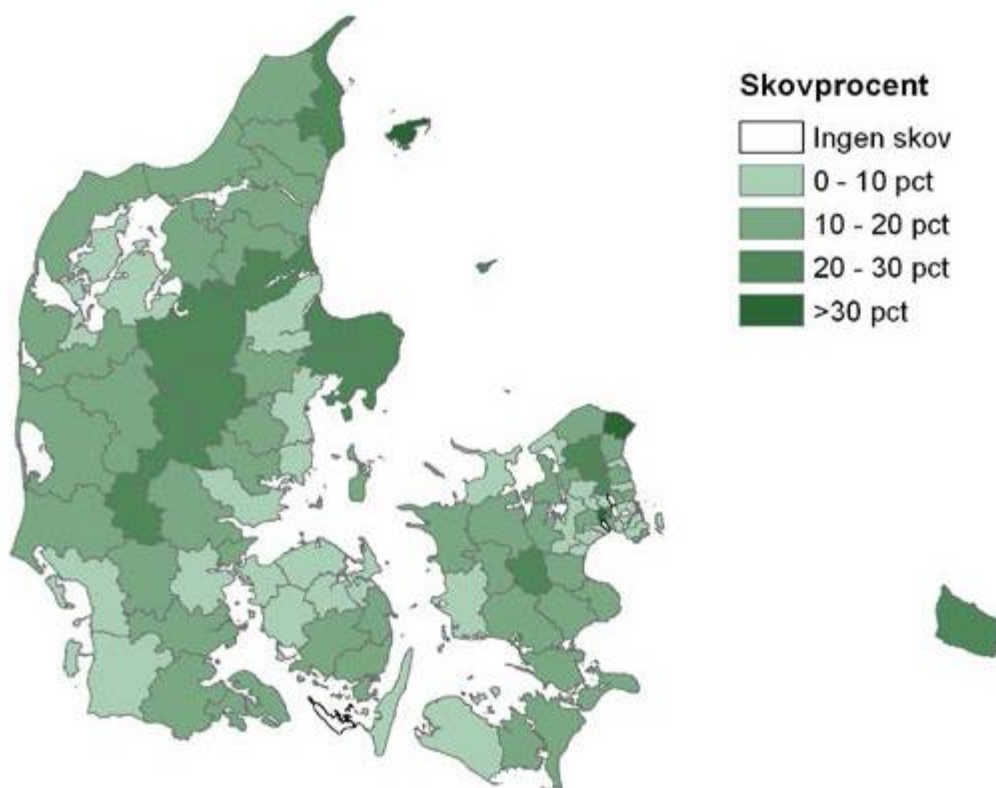 Skovprocent
Ingen skov
0 - 10 pct
10 - 20 pct
20 - 30 pct
>30 pct